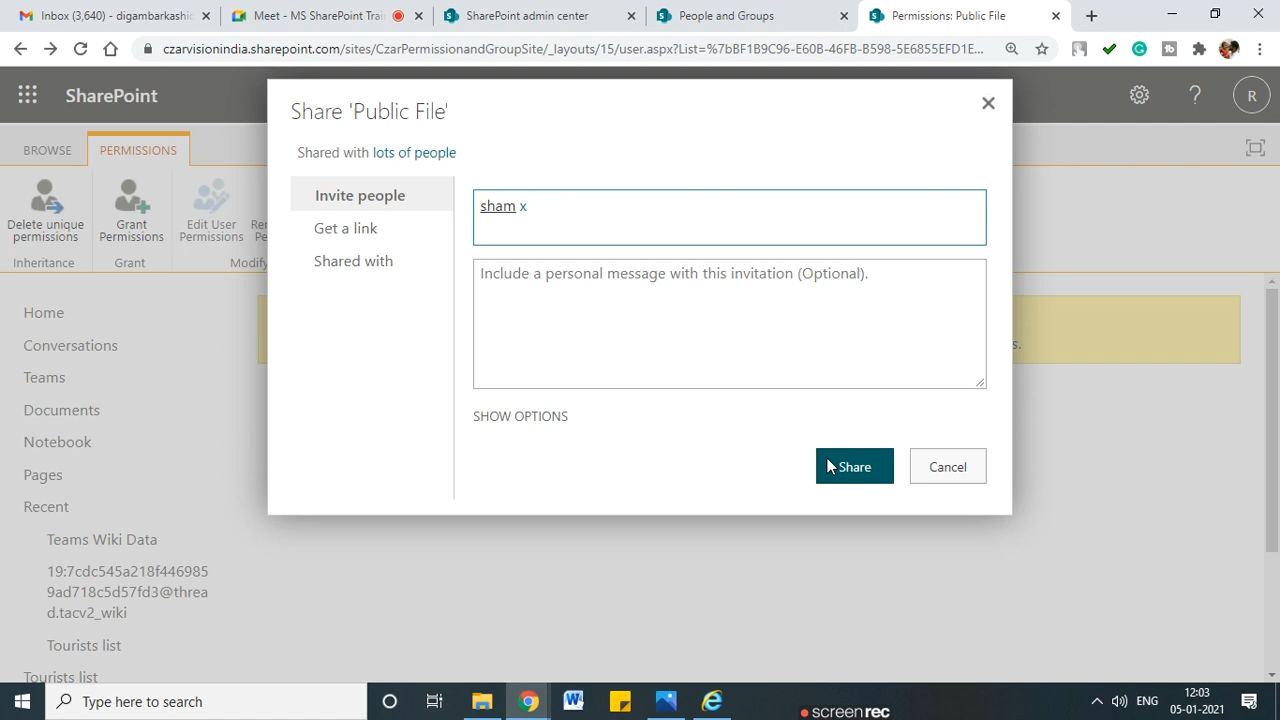 Inbox (3,640) - digambarkashi
Meet - MS SharePoint Trai
SharePoint admin center
People and Groups
Permissions: Public File
czarvisionindia.sharepoint.com/sites/CzarPermissionandGroupSite/_layouts/15/user.aspx?List=%7bBF1B9C96-E60B-46FB-B598-5E6855EFD1E...
SharePoint
R
BROWSE
PERMISSIONS
Delete unique permissions
Grant Permissions
Edit User Permissions
Inheritance
Grant
Modify
Home
Conversations
Teams
Documents
Notebook
Pages
Recent
Teams Wiki Data
19:7cdc545a218f446985
9ad718c5d57fd3@threa
d.tacv2_wiki
Tourists list
Tourists list
Share 'Public File'
Shared with lots of people
Invite people
Get a link
Shared with
sham x
Include a personal message with this invitation (Optional).
SHOW OPTIONS
Share
Cancel
Type here to search
screenrec
ENG
12:03
05-01-2021